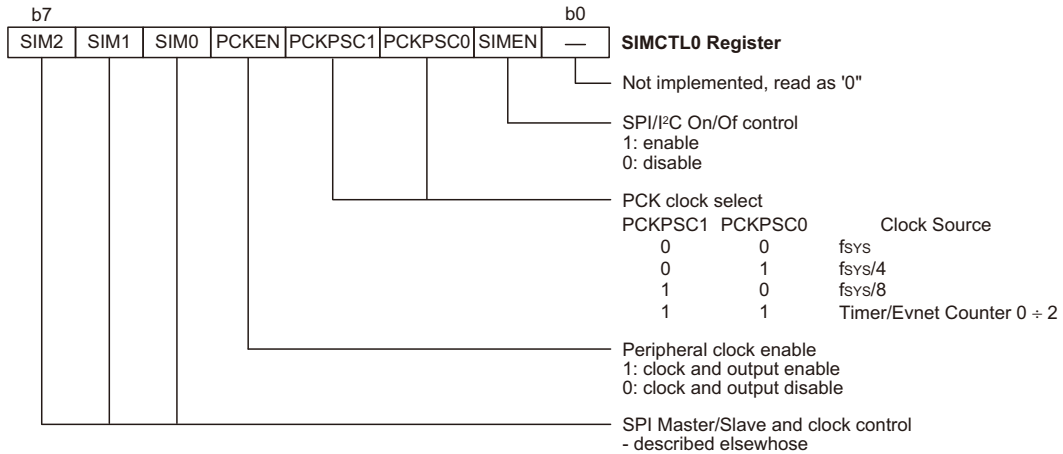 b7 b0
SIM2 SIM1 SIM0 PCKEN PCKPSC1 PCKPSC0 SIMEN — SIMCTL0 Register
Not implemented, read as '0"
SPI/I²C On/Of control
1: enable
0: disable
PCK clock select
PCKPSC1 PCKPSC0 Clock Source
0 0 fSYS
0 1 fSYS/4
1 0 fSYS/8
1 1 Timer/Evnet Counter 0 ÷ 2
Peripheral clock enable
1: clock and output enable
0: clock and output disable
SPI Master/Slave and clock control
- described elsewhose